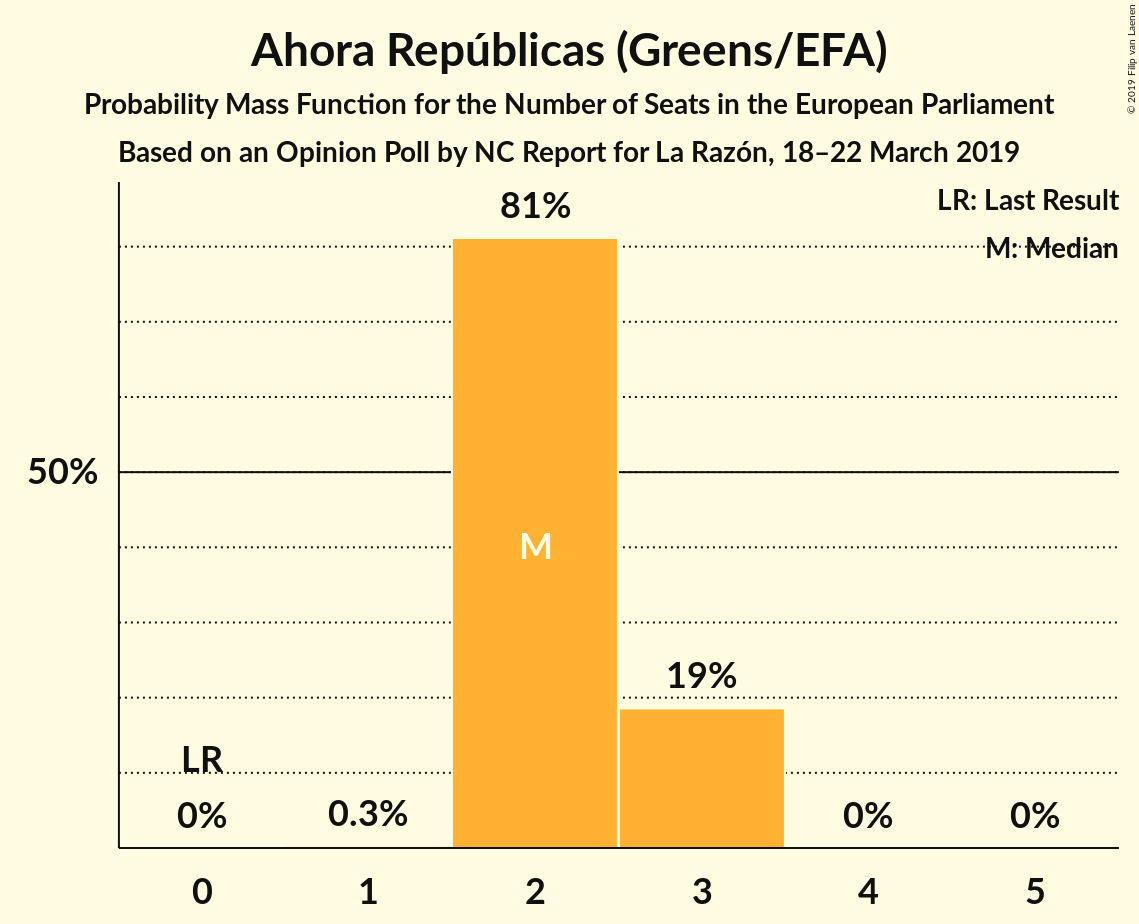 Ahora Repúblicas (Greens/EFA)
Probability Mass Function for the Number of Seats in the European Parliament
Based on an Opinion Poll by NC Report for La Razón, 18–22 March 2019
© 2019 Filip van Laenen
LR: Last Result
M: Median
81%
50%
M
19%
LR
0%
0.3%
0%
0%
0
1
2
3
4
5